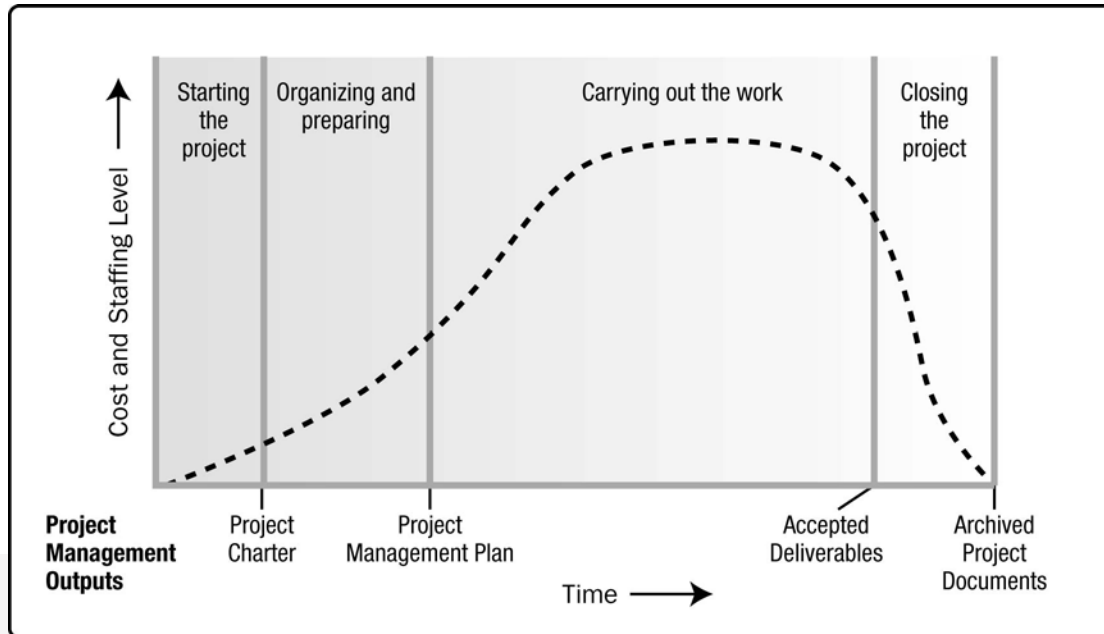 Starting
the
project
Organizing and
preparing
Carrying out the work
Closing
the
project
Cost and Staffing Level
Project
Management
Outputs
Project
Charter
Project
Management Plan
Accepted
Deliverables
Archived
Project
Documents
Time